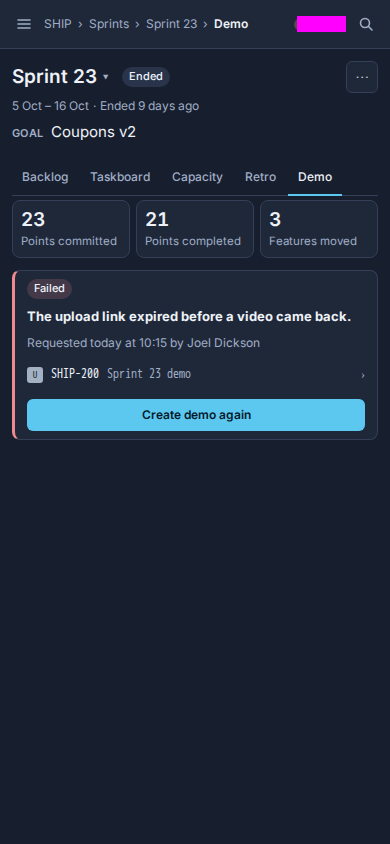 SHIP › Sprints › Sprint 23 › Demo
Sprint 23 ▾ Ended ...
5 Oct – 16 Oct · Ended 9 days ago
GOAL Coupons v2
Backlog Taskboard Capacity Retro Demo
23 21 3
Points committed Points completed Features moved
Failed
The upload link expired before a video came back.
Requested today at 10:15 by Joel Dickson
U SHIP-200 Sprint 23 demo ›
Create demo again